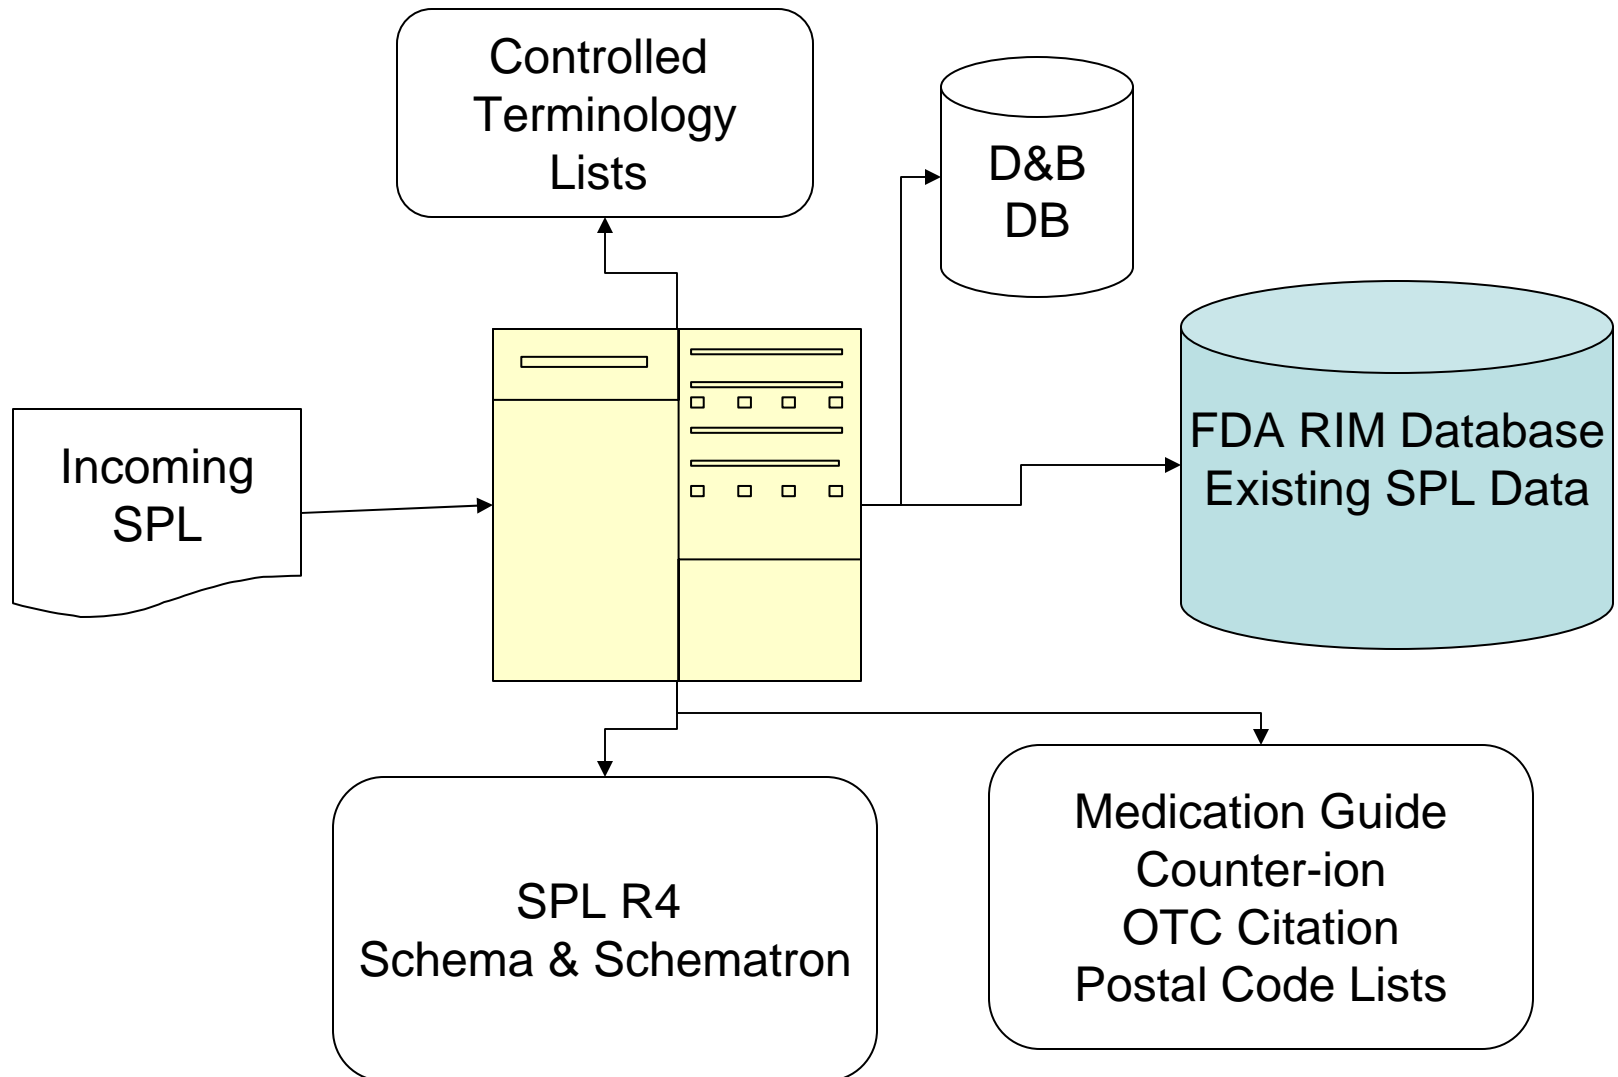 Controlled
Terminology
Lists
D&B
DB
FDA RIM Database
Existing SPL Data
Incoming
SPL
SPL R4
Schema & Schematron
Medication Guide
Counter-ion
OTC Citation
Postal Code Lists